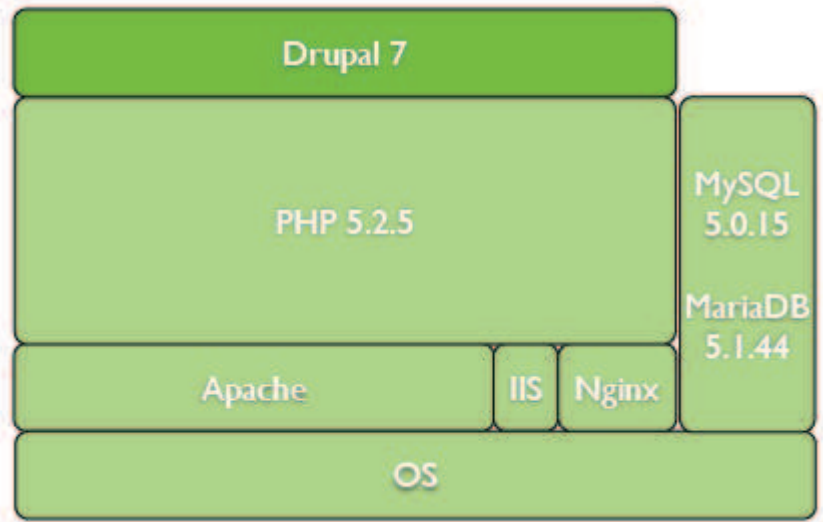 Drupal 7
PHP 5.2.5
MySQL
5.0.15
MariaDB
5.1.44
Apache
IIS
Nginx
OS